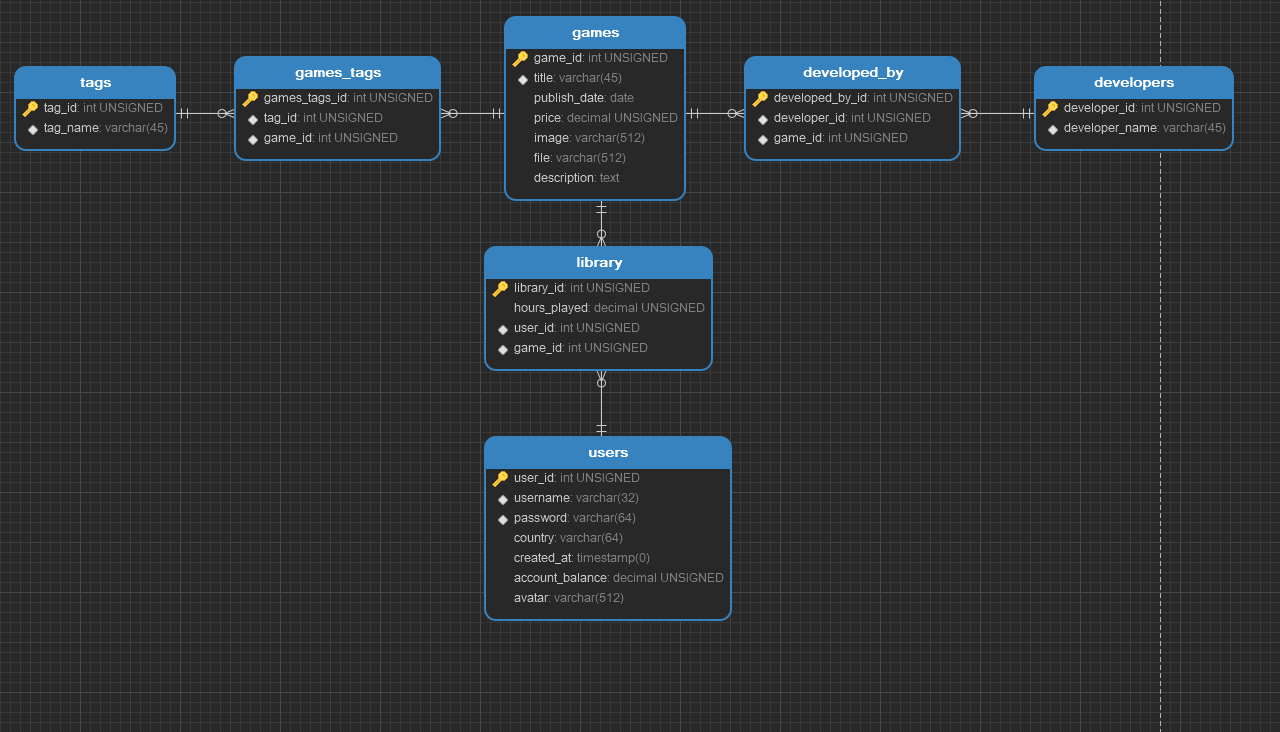 tags
tag_id: int UNSIGNED
tag_name: varchar(45)
games_tags
games_tags_id: int UNSIGNED
tag_id: int UNSIGNED
game_id: int UNSIGNED
games
game_id: int UNSIGNED
title: varchar(45)
publish_date: date
price: decimal UNSIGNED
image: varchar(512)
file: varchar(512)
description: text
developed_by
developed_by_id: int UNSIGNED
developer_id: int UNSIGNED
game_id: int UNSIGNED
developers
developer_id: int UNSIGNED
developer_name: varchar(45)
library
library_id: int UNSIGNED
hours_played: decimal UNSIGNED
user_id: int UNSIGNED
game_id: int UNSIGNED
users
user_id: int UNSIGNED
username: varchar(32)
password: varchar(64)
country: varchar(64)
created_at: timestamp(0)
account_balance: decimal UNSIGNED
avatar: varchar(512)